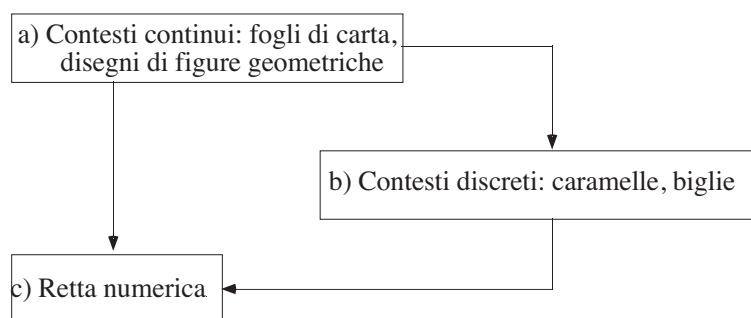 a) Contesti continui: fogli di carta,
disegni di figure geometriche
b) Contesti discreti: caramelle, biglie
c) Retta numerica